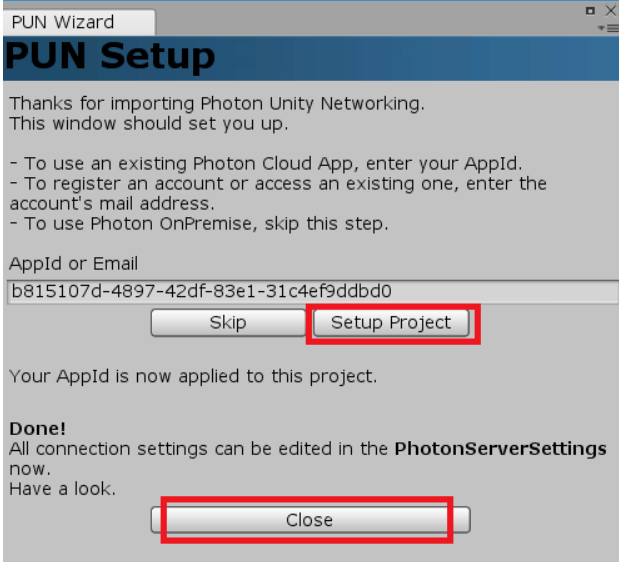 PUN Wizard
PUN Setup
Thanks for importing Photon Unity Networking.
This window should set you up.
- To use an existing Photon Cloud App, enter your AppId.
- To register an account or access an existing one, enter the
account's mail address.
- To use Photon OnPremise, skip this step.
AppId or Email
b815107d-4897-42df-83e1-31c4ef9ddbd0
Skip
Setup Project
Your AppId is now applied to this project.
Done!
All connection settings can be edited in the PhotonServerSettings
now.
Have a look.
Close